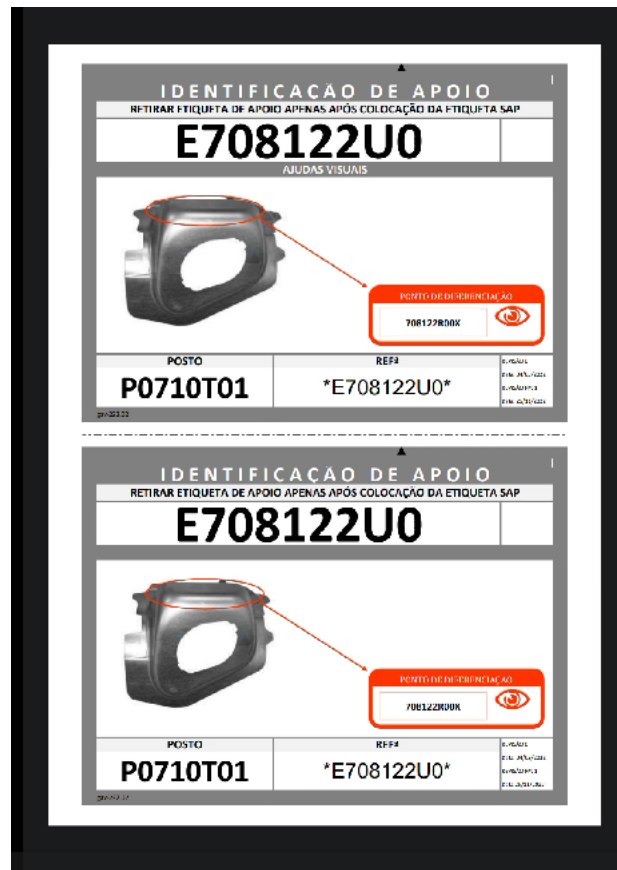 IDENTIFICAÇÃO DE APOIO
RETIRAR ETIQUETA DE APOIO APENAS APÓS COLOCAÇÃO DA ETIQUETA SAP
E708122U0
AJUDAS VISUAIS
PONTO DE DIFERENCIAÇÃO
708122R00X
POSTO
REFª
P0710T01
*E708122U0*
IDENTIFICAÇÃO DE APOIO
RETIRAR ETIQUETA DE APOIO APENAS APÓS COLOCAÇÃO DA ETIQUETA SAP
E708122U0
PONTO DE DIFERENCIAÇÃO
708122R00X
POSTO
REFª
P0710T01
*E708122U0*